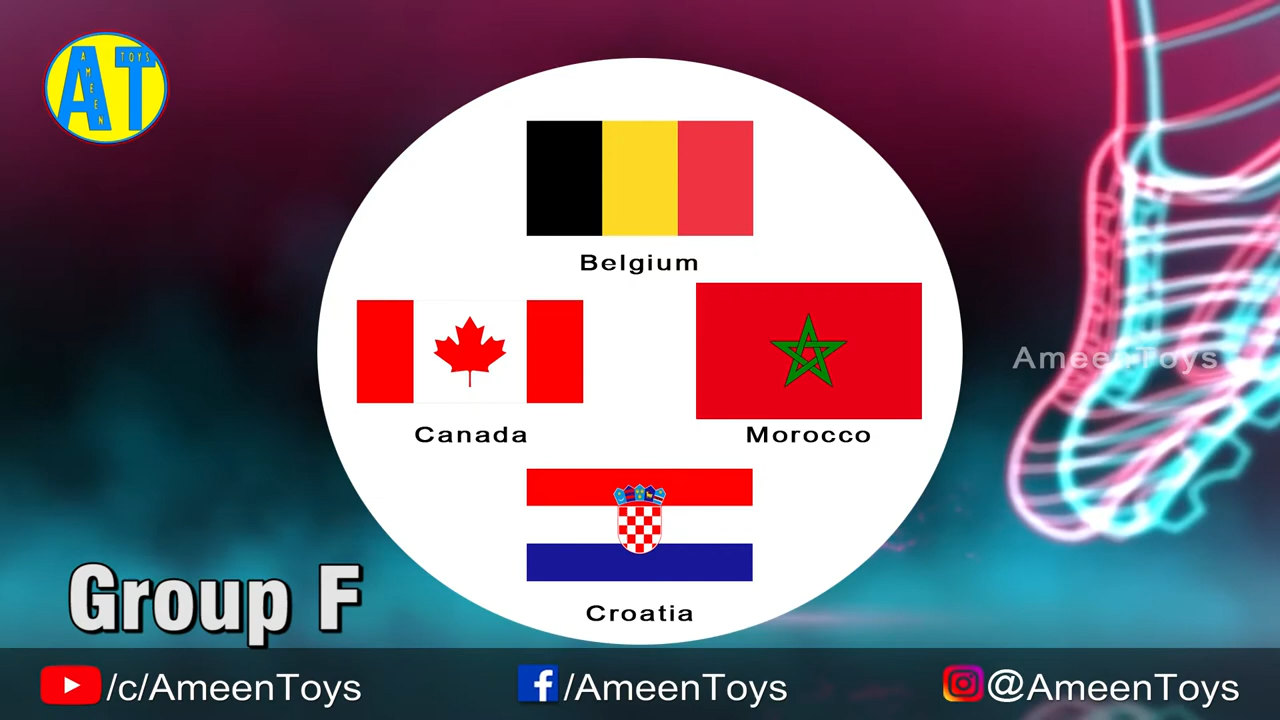 AT
AMEEN
TOYS
Belgium
Canada
Morocco
AmeenToys
Croatia
Group F
/c/AmeenToys
/AmeenToys
@AmeenToys